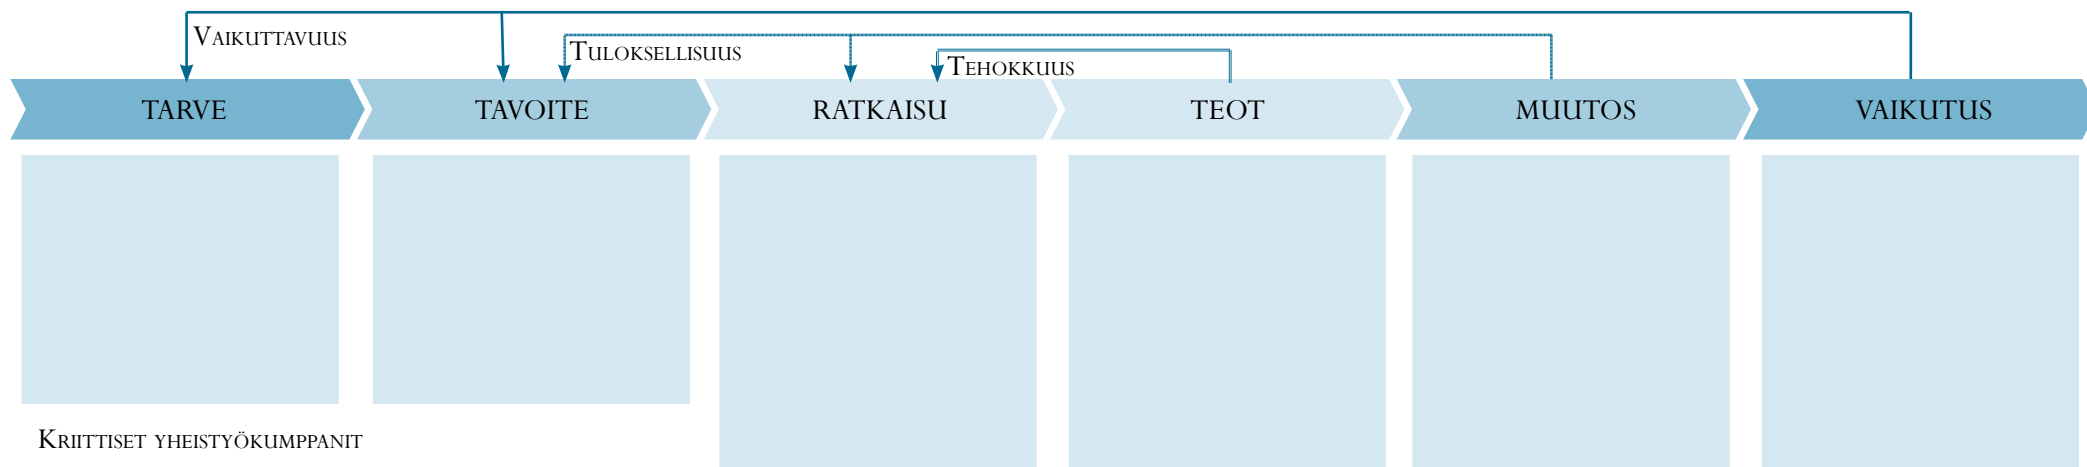 Vaikuttavuus
Tuloksellisuus
Tehokkuus
TARVE
TAVOITE
RATKAISU
TEOT
MUUTOS
VAIKUTUS
Kriittiset yheistyökumppanit